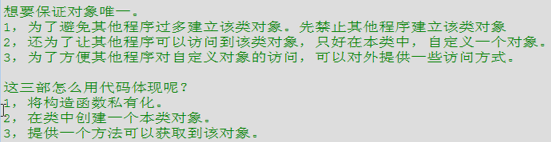 想要保证对象唯一。
1，为了避免其他程序过多建立该类对象。先禁止其他程序建立该类对象
2，还为了让其他程序可以访问到该类对象，只好在本类中，自定义一个对象。
3，为了方便其他程序对自定义对象的访问，可以对外提供一些访问方式。
这三部怎么用代码体现呢？
1，将构造函数私有化。
2，在类中创建一个本类对象。
3，提供一个方法可以获取到该对象。